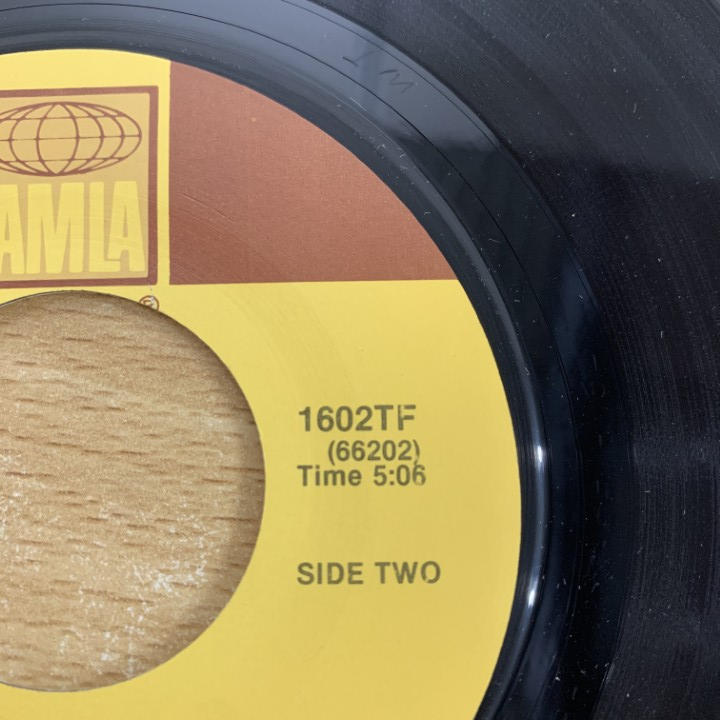 AMLA
®
1602TF
(66202)
Time 5:06
SIDE TWO